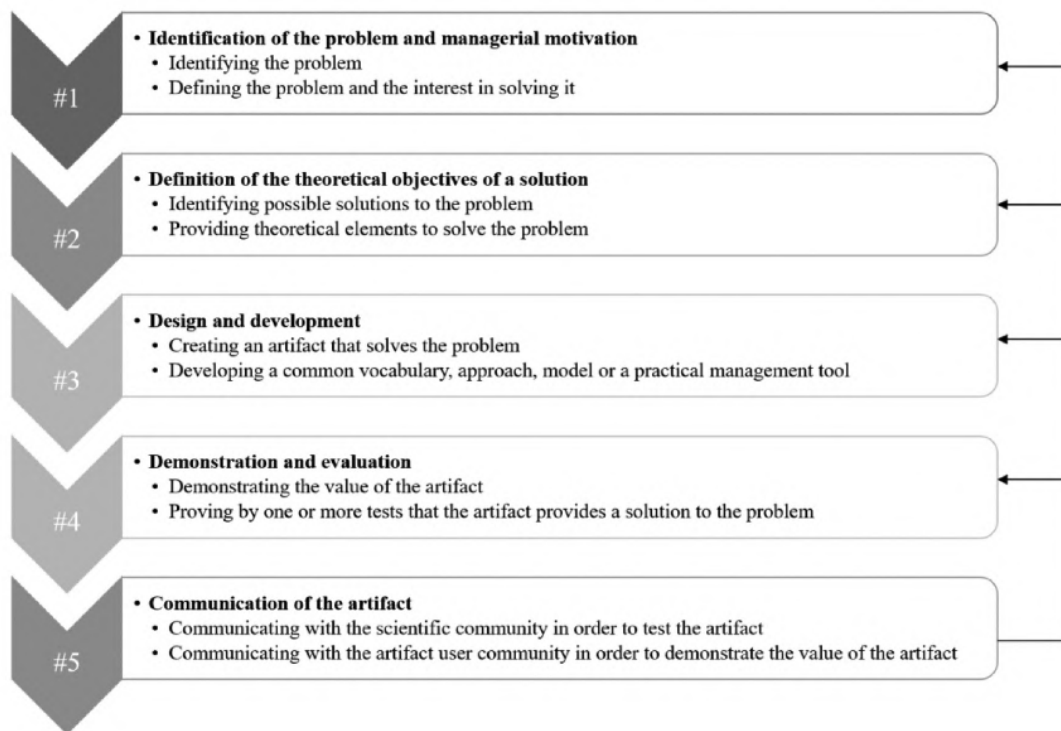 #1
• Identification of the problem and managerial motivation
• Identifying the problem
• Defining the problem and the interest in solving it
#2
• Definition of the theoretical objectives of a solution
• Identifying possible solutions to the problem
• Providing theoretical elements to solve the problem
#3
• Design and development
• Creating an artifact that solves the problem
• Developing a common vocabulary, approach, model or a practical management tool
#4
• Demonstration and evaluation
• Demonstrating the value of the artifact
• Proving by one or more tests that the artifact provides a solution to the problem
#5
• Communication of the artifact
• Communicating with the scientific community in order to test the artifact
• Communicating with the artifact user community in order to demonstrate the value of the artifact